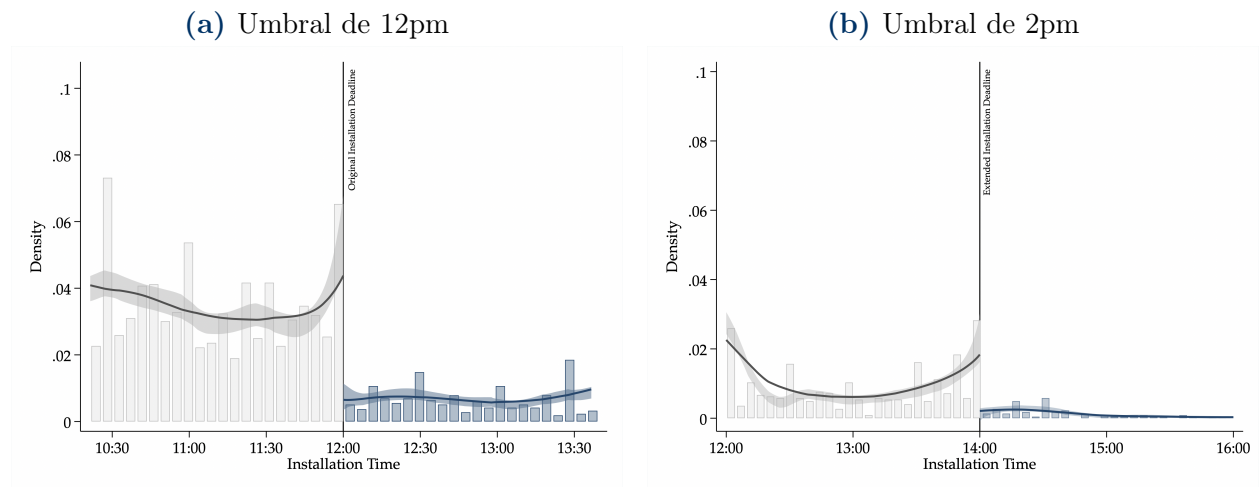 (a) Umbral de 12pm
Density
.1
.08
.06
.04
.02
0
Original Installation Deadline
10:30 11:00 11:30 12:00 12:30 13:00 13:30
Installation Time
(b) Umbral de 2pm
Density
.1
.08
.06
.04
.02
0
Extended Installation Deadline
12:00 13:00 14:00 15:00 16:00
Installation Time